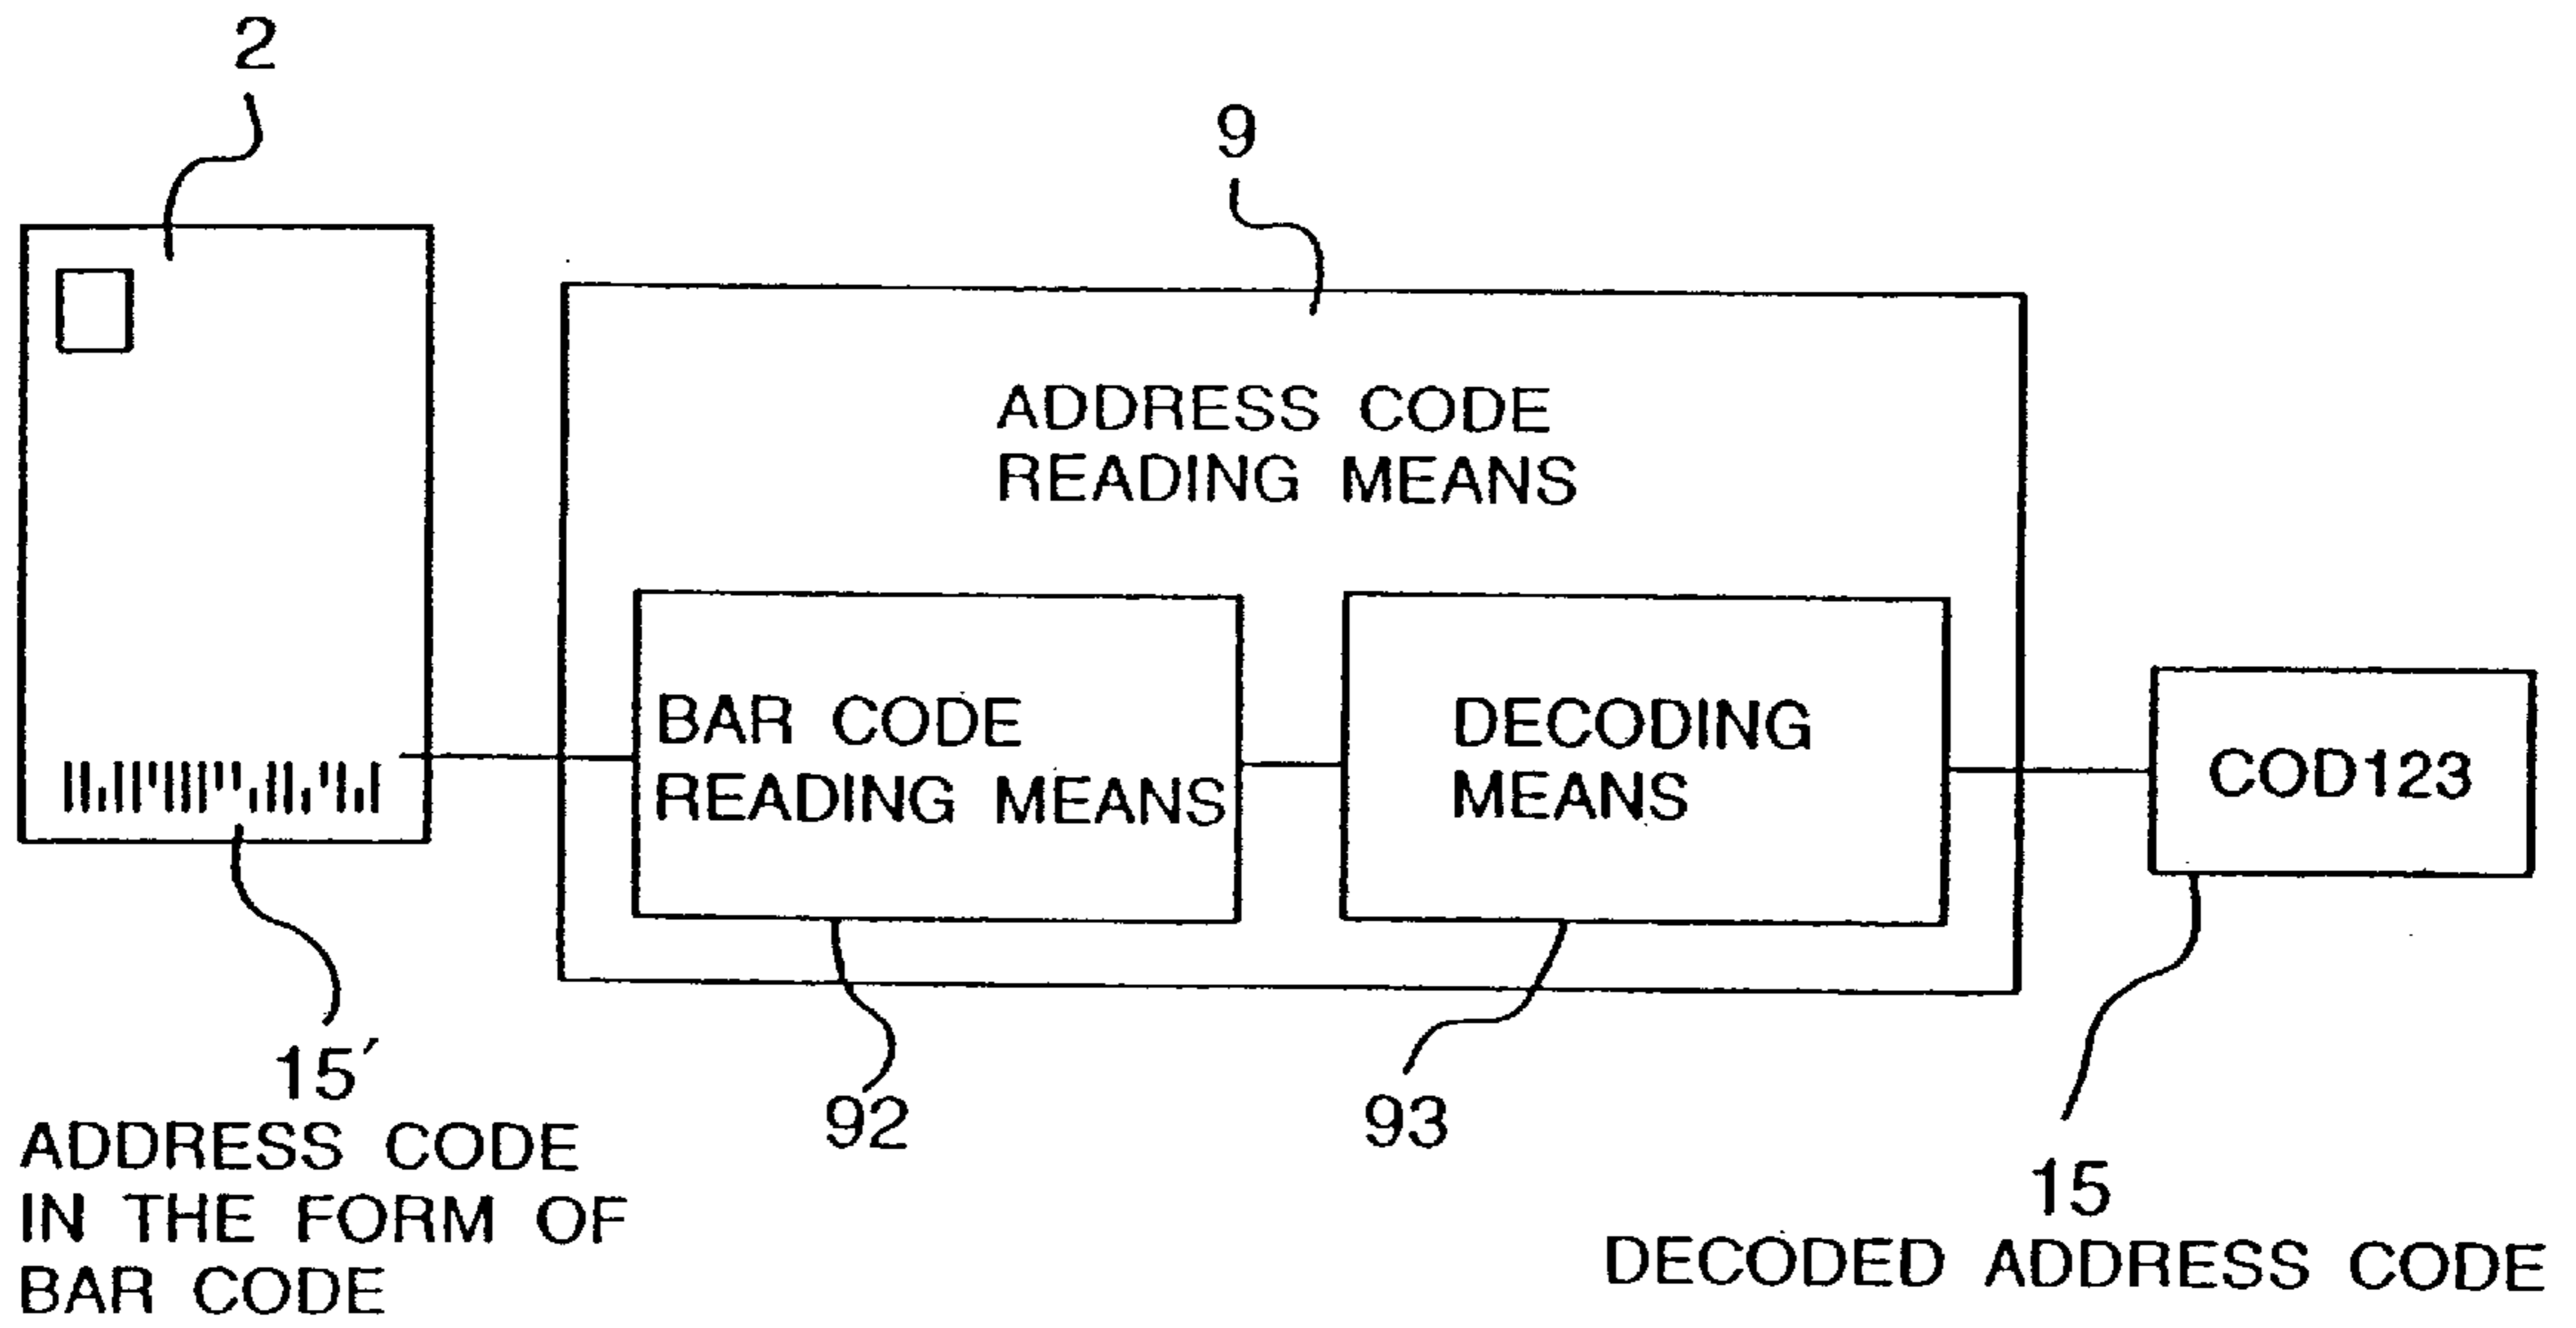 2
9
ADDRESS CODE
READING MEANS
BAR CODE
READING MEANS
DECODING
MEANS
COD123
15′
ADDRESS CODE
IN THE FORM OF
BAR CODE
92
93
15
DECODED ADDRESS CODE